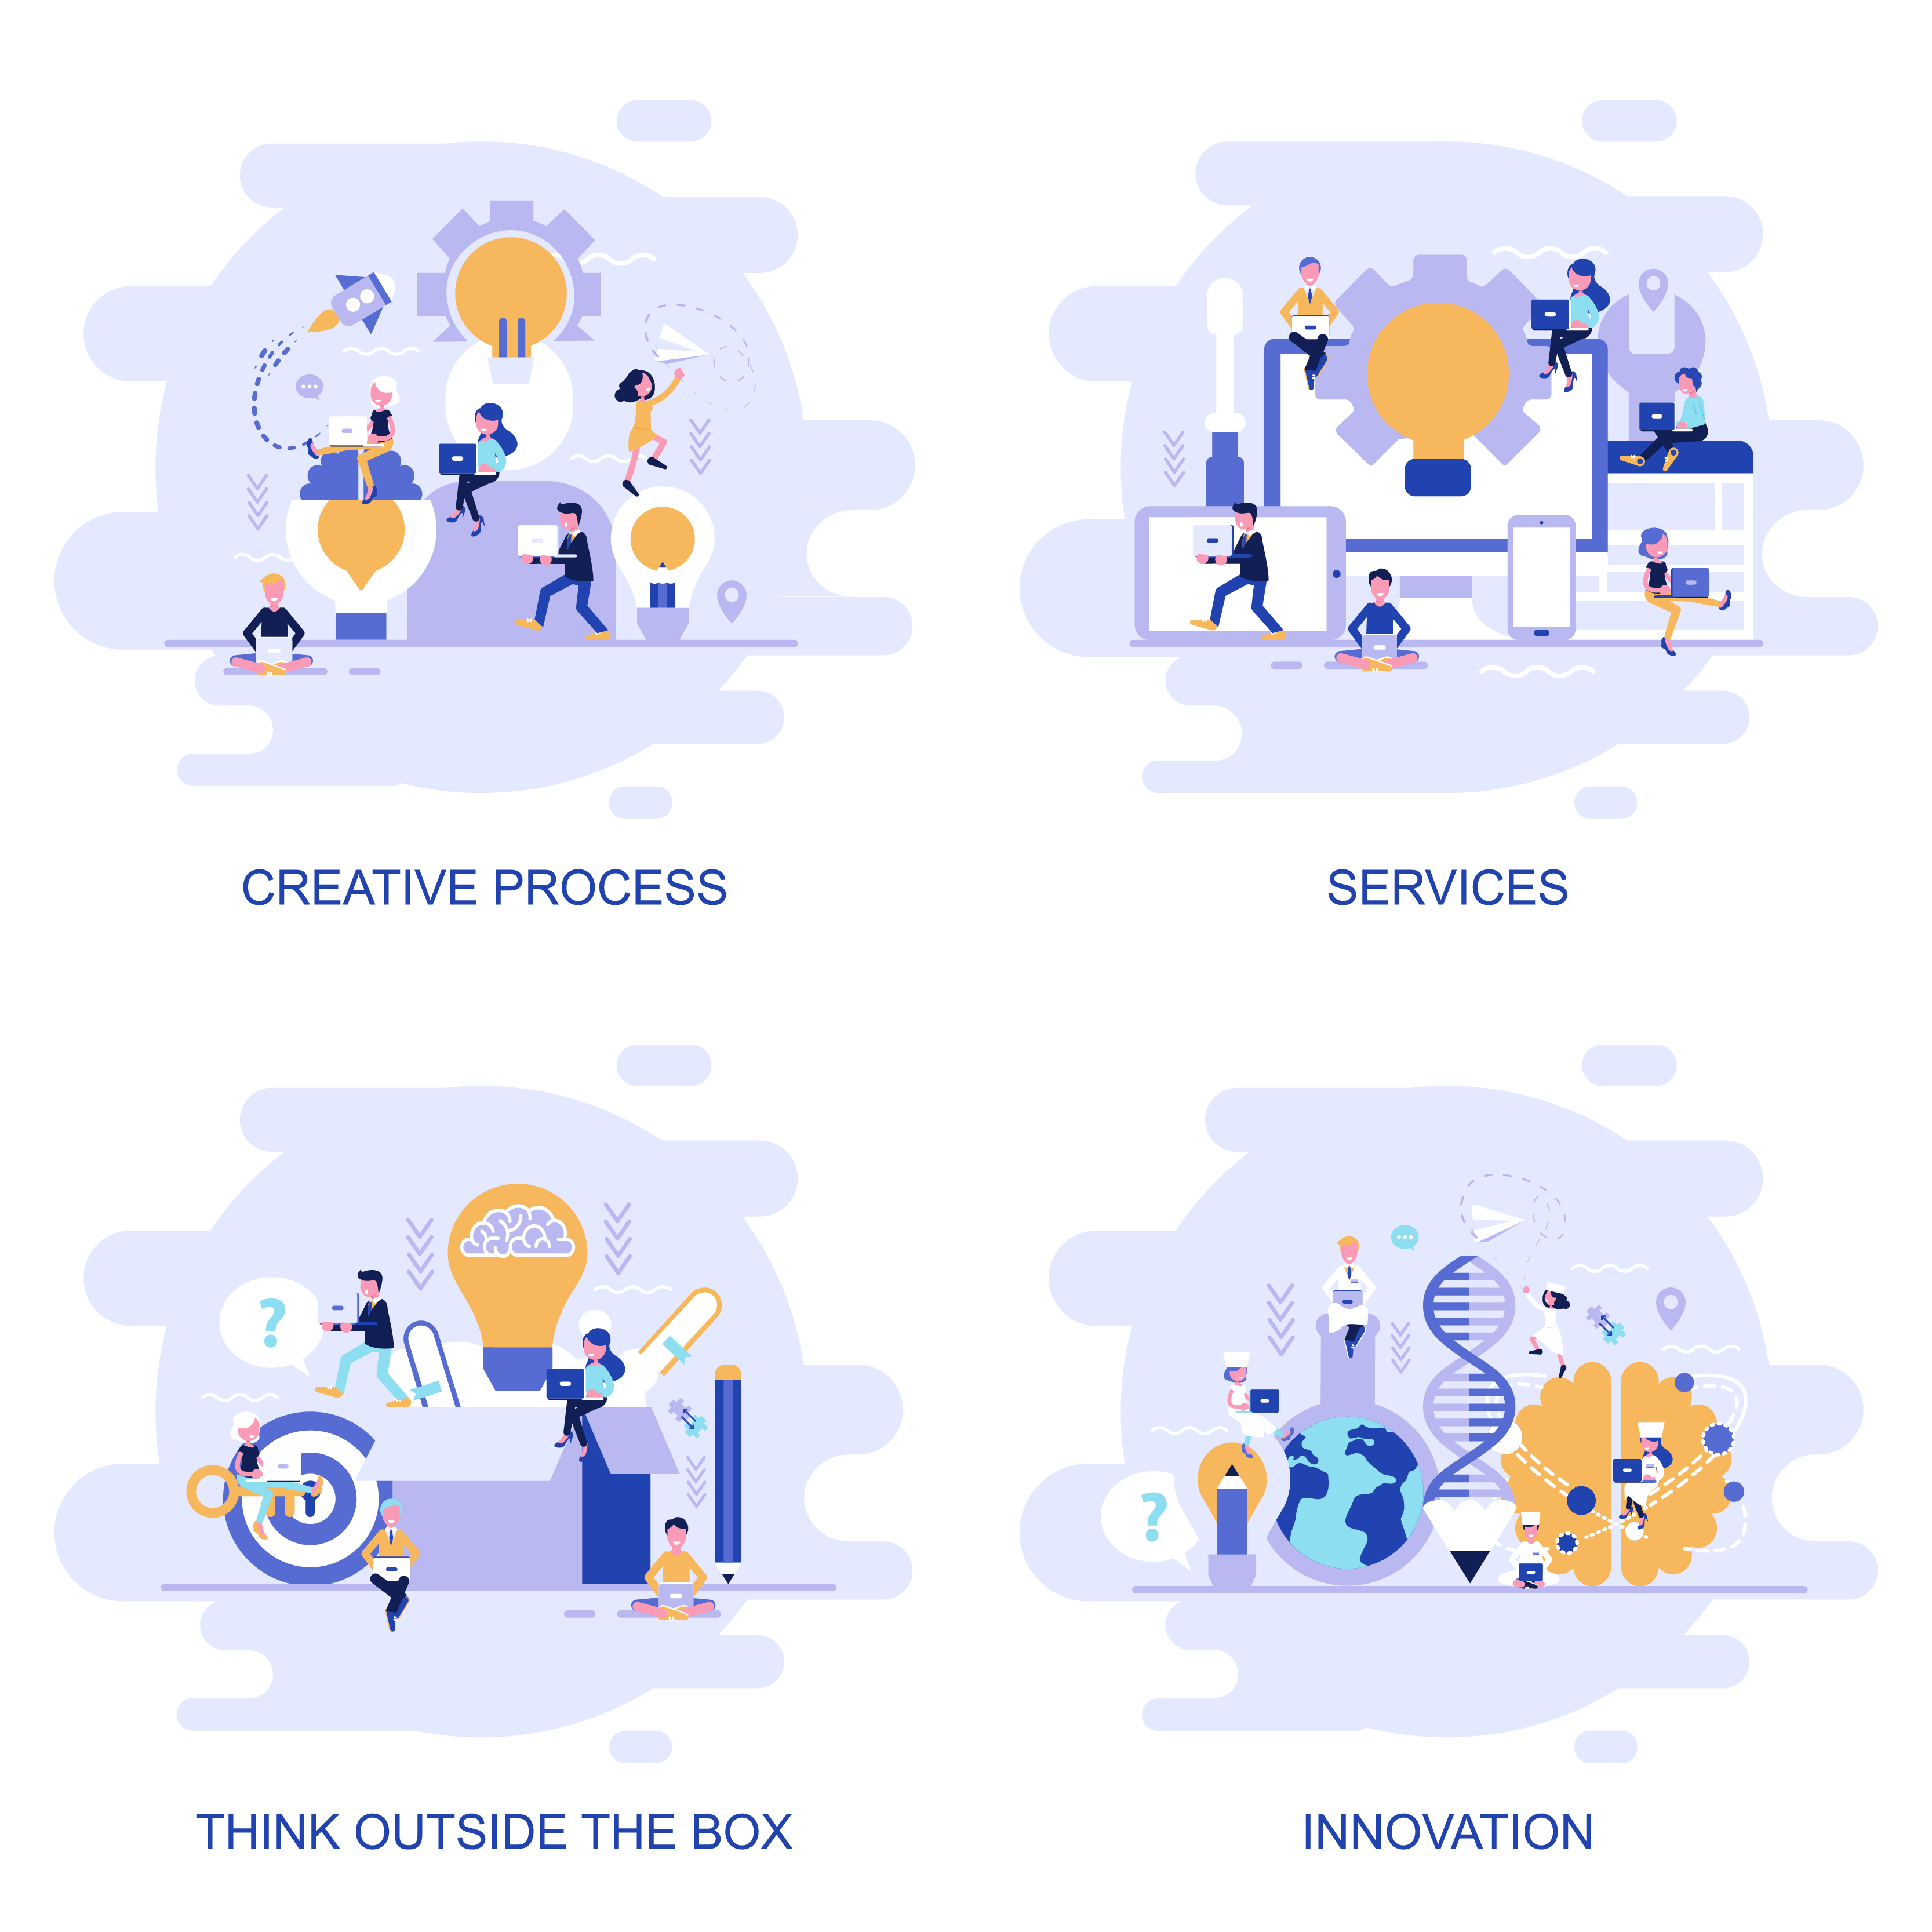 CREATIVE PROCESS
SERVICES
?
THINK OUTSIDE THE BOX
?
INNOVATION